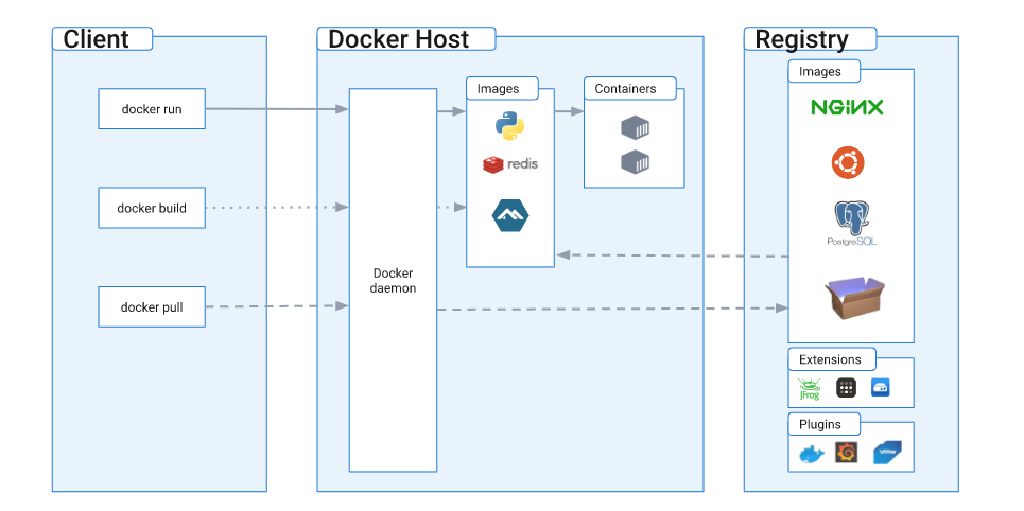 Client
Docker Host
Registry
docker run
docker build
docker pull
Docker
daemon
Images
redis
Containers
Images
NGiNX
PostgreSQL
Extensions
JFrog
Plugins
vmw